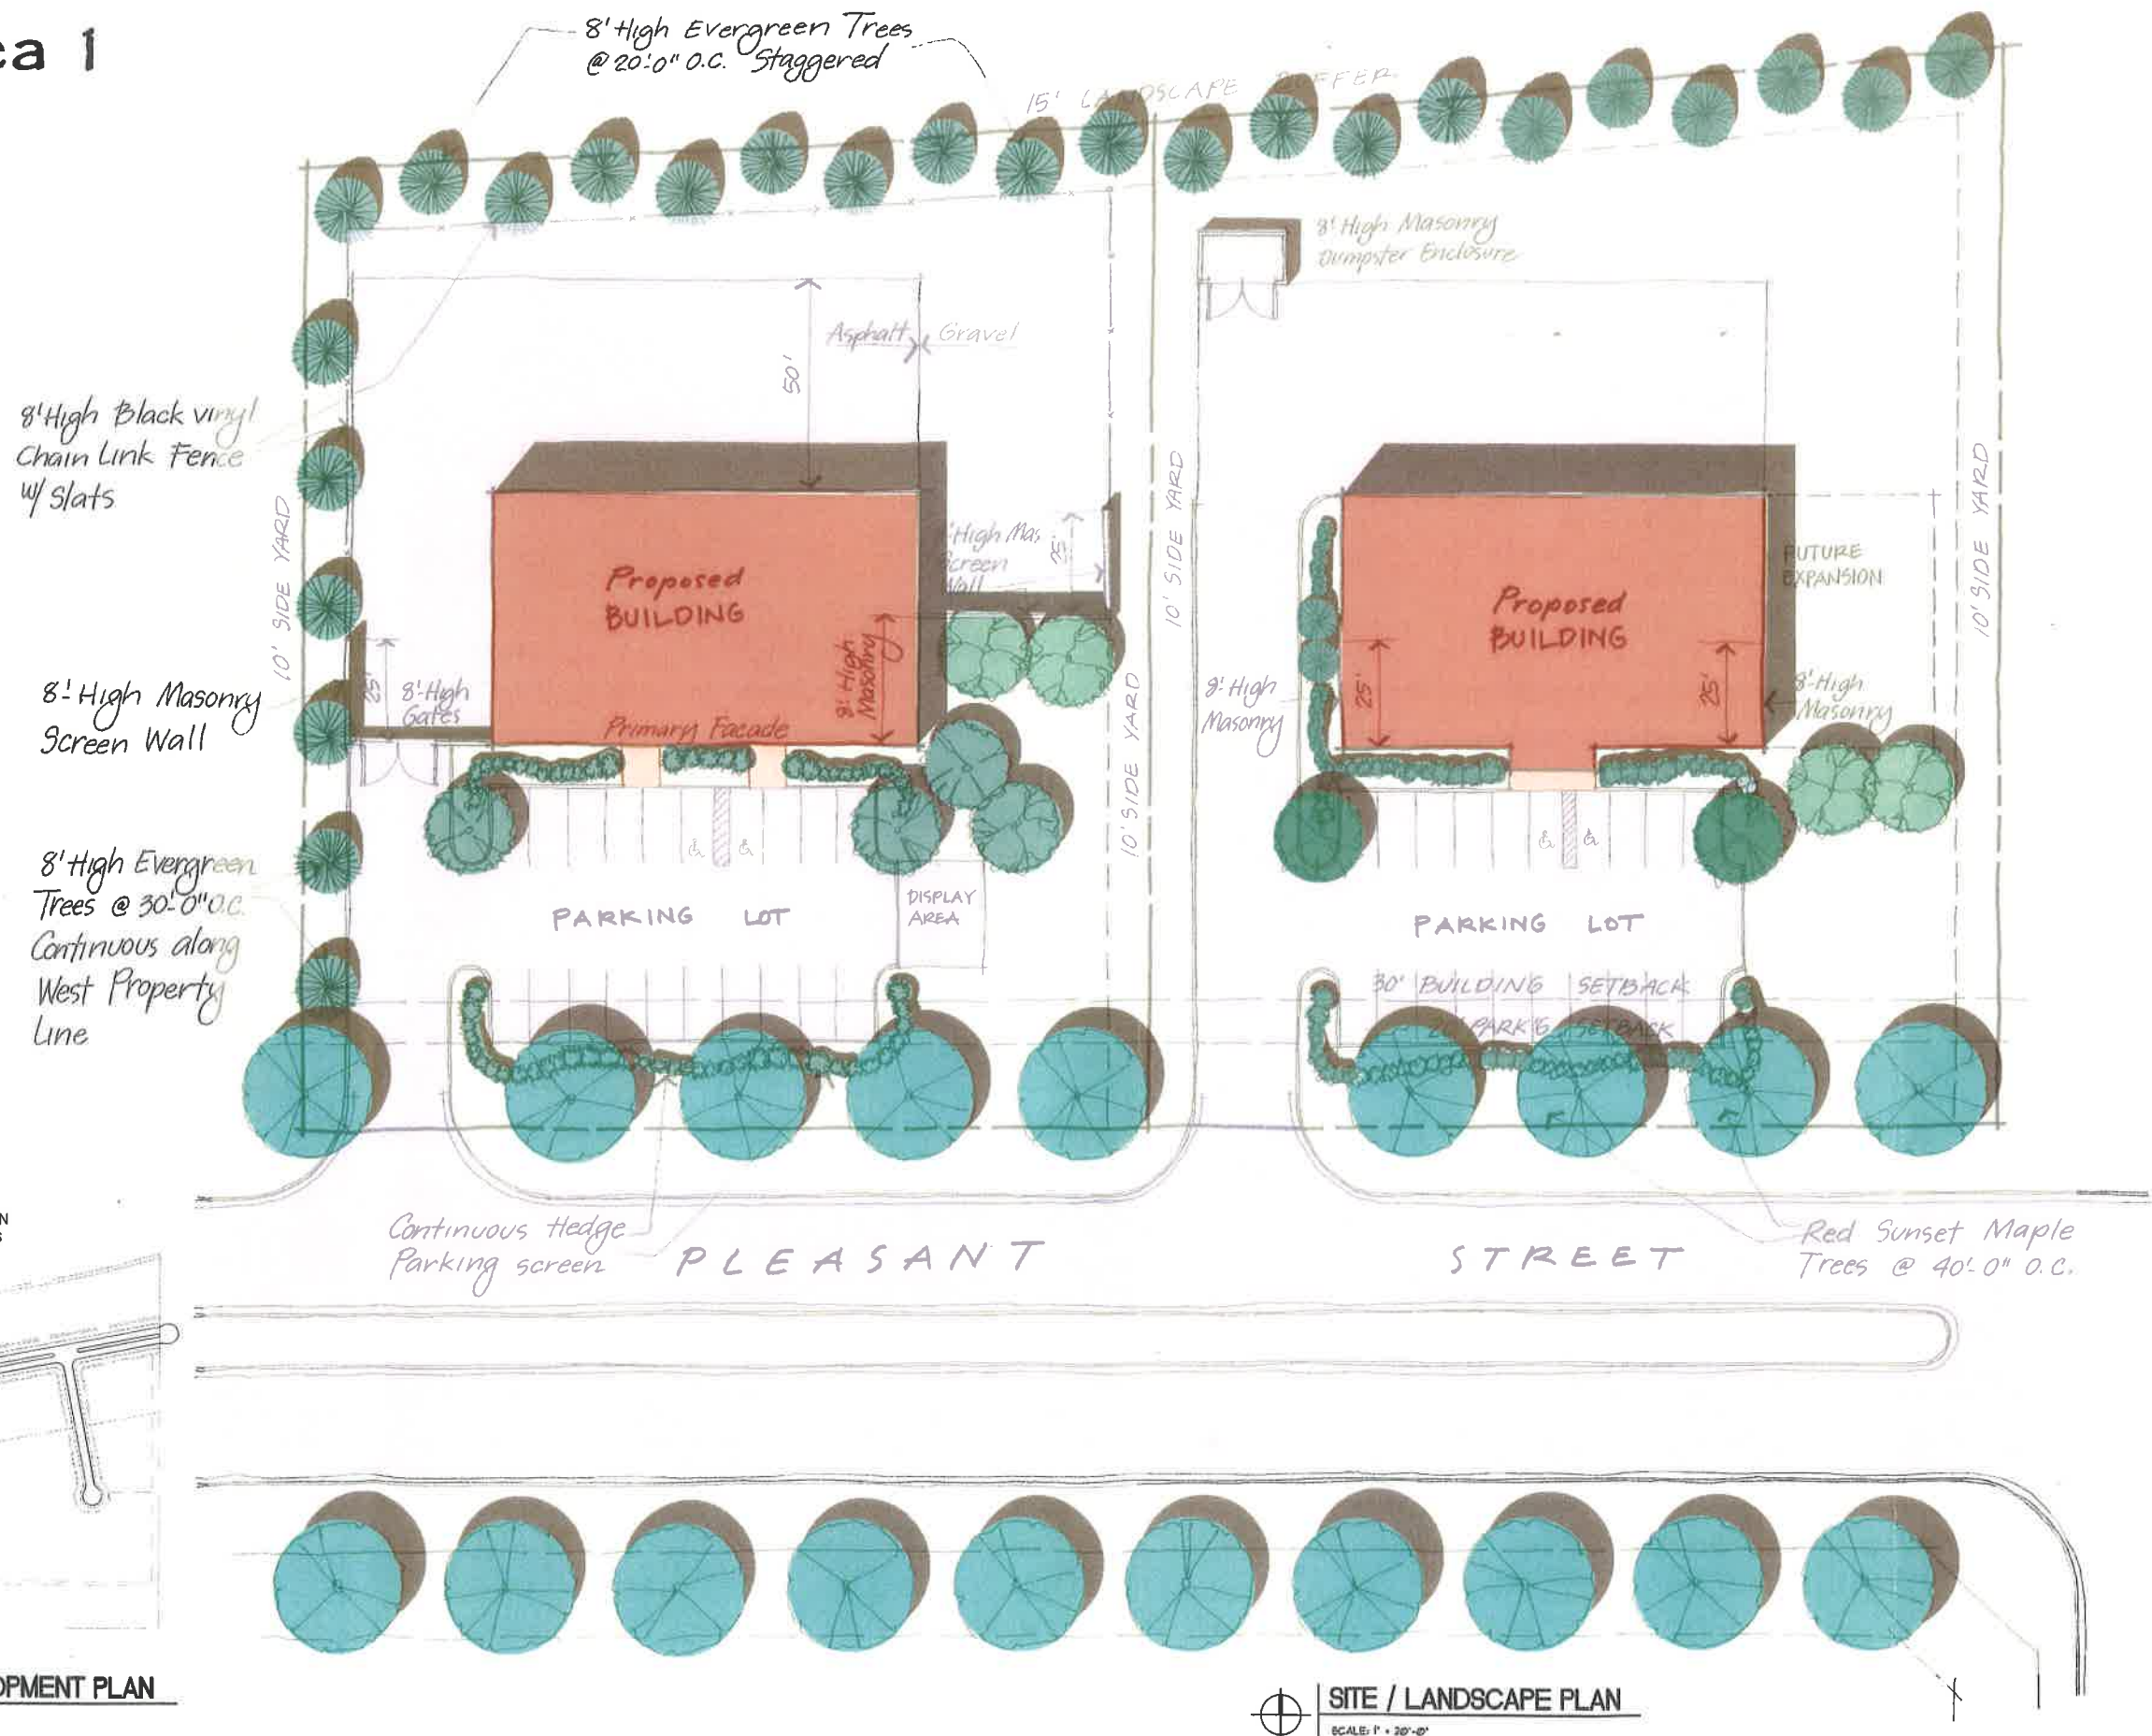 8' High Evergreen Trees
@ 20'-0" O.C. Staggered
15' LANDSCAPE BUFFER
8' High Masonry
Dumpster Enclosure
Asphalt Gravel
50'
8' High Black vinyl
Chain Link Fence
w/ Slats
10' SIDE YARD
10' SIDE YARD
10' SIDE YARD
10' SIDE YARD
Proposed
BUILDING
High Mas
Screen
Wall
25'
Proposed
BUILDING
FUTURE
EXPANSION
8'-High Masonry
Screen Wall
25'
8'-High
Gates
Primary Facade
8'-High
Masonry
8'-High
Masonry
25'
25'
8'-High
Masonry
8' High Evergreen
Trees @ 30'-0" O.C.
Continuous along
West Property
Line
PARKING LOT
DISPLAY
AREA
PARKING LOT
30' BUILDING SETBACK
SETBACK
Continuous Hedge
Parking screen
PLEASANT STREET
Red Sunset Maple
Trees @ 40'-0" O.C.
OPMENT PLAN
SITE / LANDSCAPE PLAN
SCALE: 1" = 20'-0"